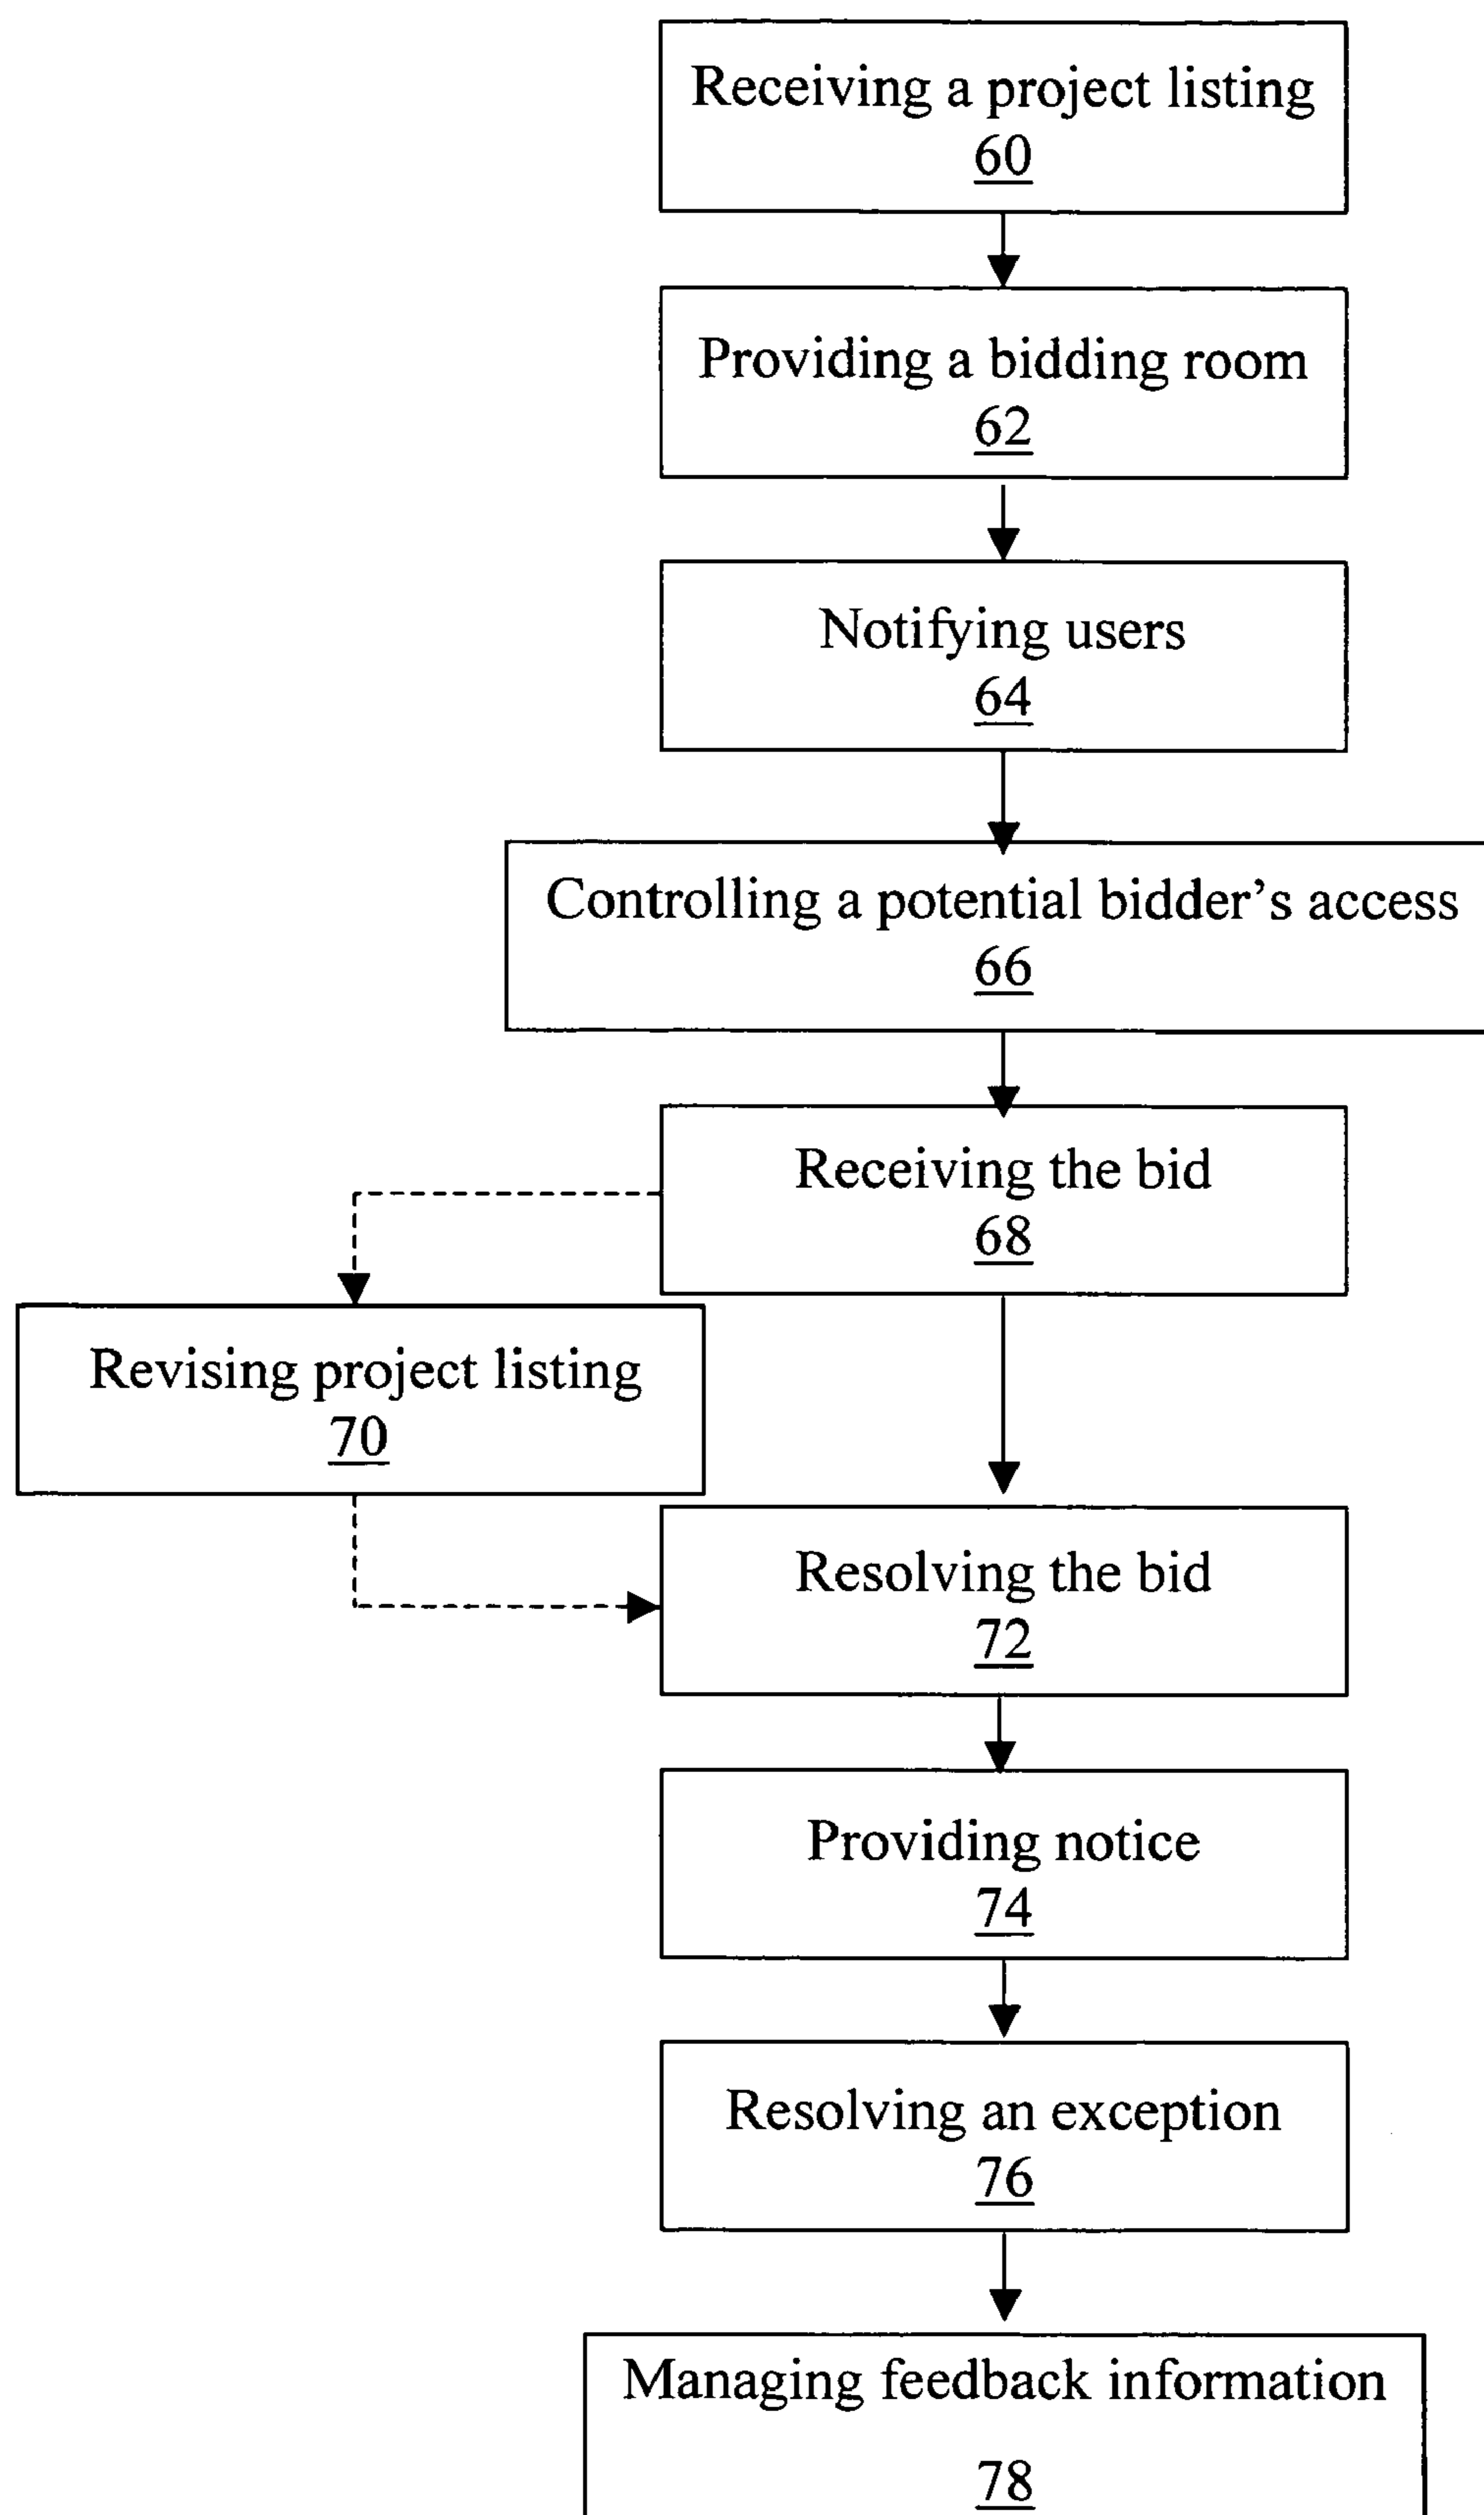 Receiving a project listing
60
Providing a bidding room
62
Notifying users
64
Controlling a potential bidder's access
66
Receiving the bid
68
Revising project listing
70
Resolving the bid
72
Providing notice
74
Resolving an exception
76
Managing feedback information
78